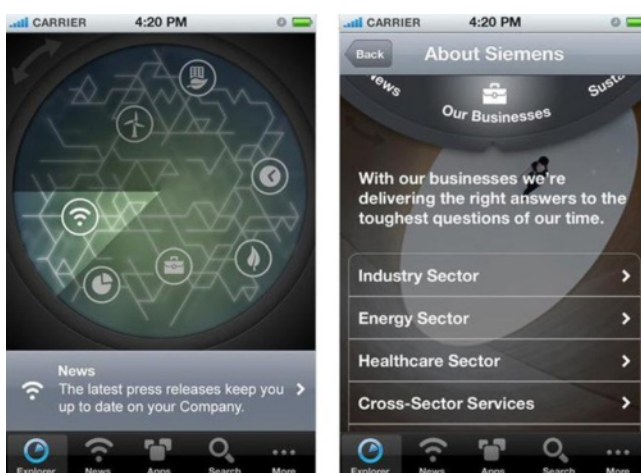 CARRIER 4:20 PM
News
The latest press releases keep you
up to date on your Company.
Explorer News Apps Search More
CARRIER 4:20 PM
Back About Siemens
News Our Businesses
With our businesses we're
delivering the right answers to the
toughest questions of our time.
Industry Sector
Energy Sector
Healthcare Sector
Cross-Sector Services
Explorer News Apps Search More